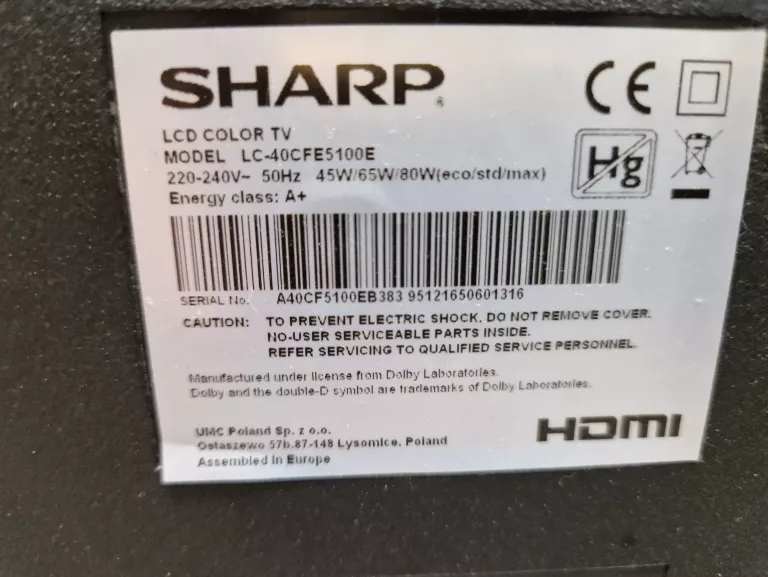 SHARP®
CE
LCD COLOR TV
MODEL LC-40CFE5100E
Hg
220-240V~ 50Hz 45W/65W/80W(eco/std/max)
Energy class: A+
SERIAL No. A40CF5100EB383 95121650601316
CAUTION: TO PREVENT ELECTRIC SHOCK, DO NOT REMOVE COVER.
NO-USER SERVICEABLE PARTS INSIDE.
REFER SERVICING TO QUALIFIED SERVICE PERSONNEL.
Manufactured under license from Dolby Laboratories.
Dolby and the double-D symbol are trademarks of Dolby Laboratories.
HDMI
UMC Poland Sp. z o.o.
Ostaszewo 57b,87-148 Lysomice, Poland
Assembled in Europe